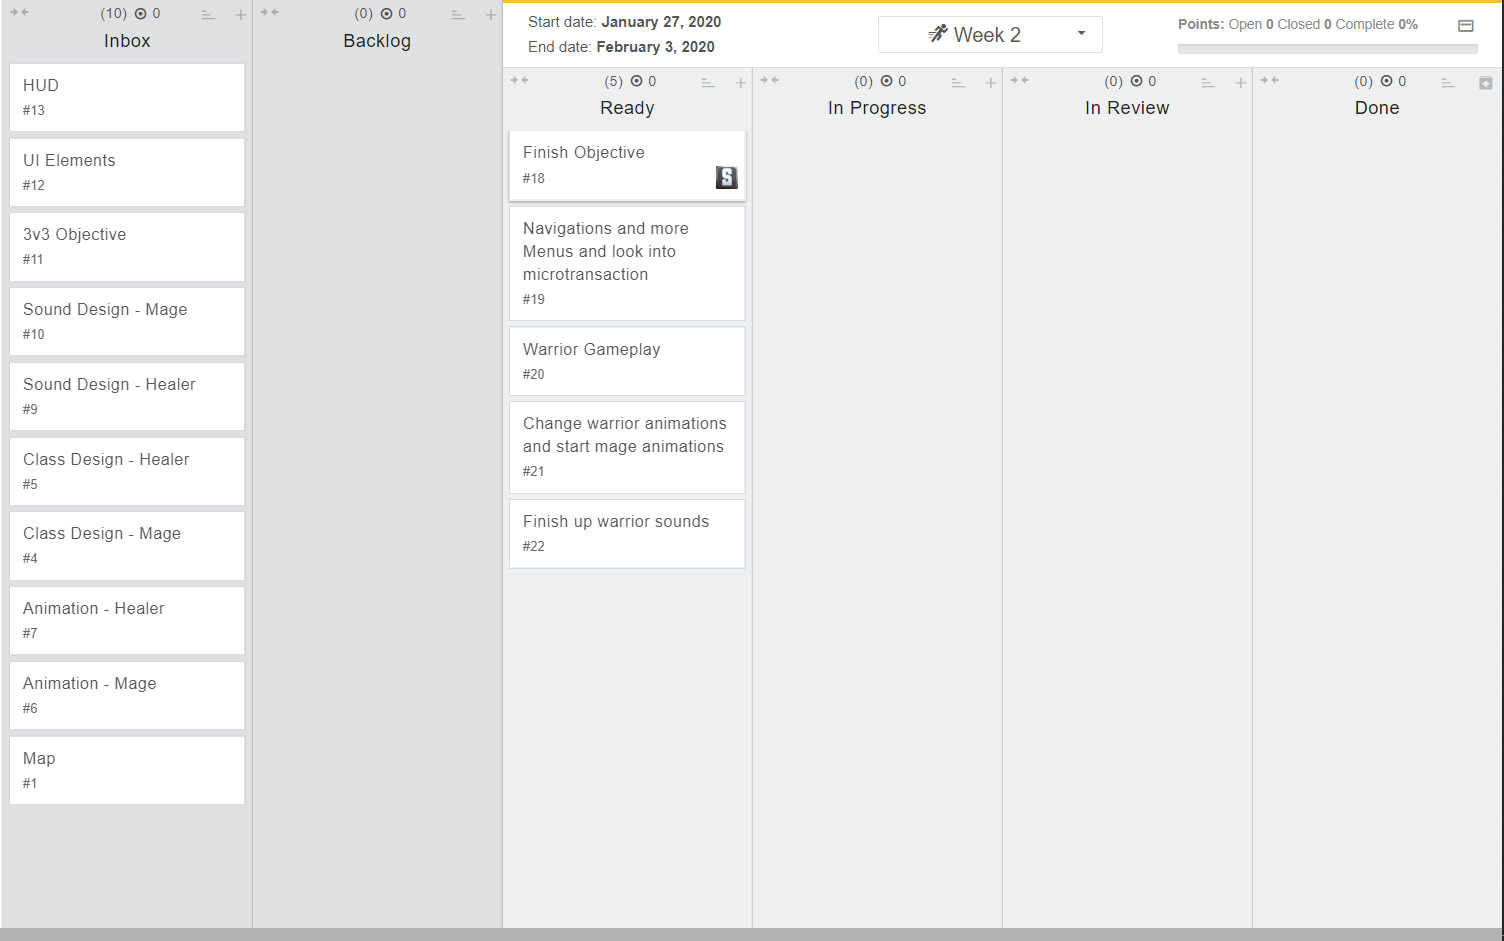 (10) 0
Inbox
HUD
#13
UI Elements
#12
3v3 Objective
#11
Sound Design - Mage
#10
Sound Design - Healer
#9
Class Design - Healer
#5
Class Design - Mage
#4
Animation - Healer
#7
Animation - Mage
#6
Map
#1
(0) 0
Backlog
Start date: January 27, 2020
End date: February 3, 2020
Week 2
Points: Open 0 Closed 0 Complete 0%
(5) 0
Ready
Finish Objective
#18
S
Navigations and more
Menus and look into
microtransaction
#19
Warrior Gameplay
#20
Change warrior animations
and start mage animations
#21
Finish up warrior sounds
#22
(0) 0
In Progress
(0) 0
In Review
(0) 0
Done